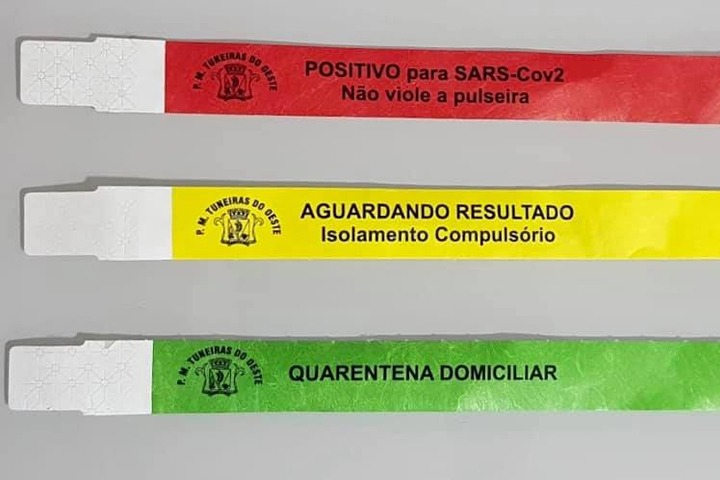 P. M. TUNEIRAS DO OESTE
POSITIVO para SARS-Cov2
Não viole a pulseira
P. M. TUNEIRAS DO OESTE
AGUARDANDO RESULTADO
Isolamento Compulsório
P. M. TUNEIRAS DO OESTE
QUARENTENA DOMICILIAR